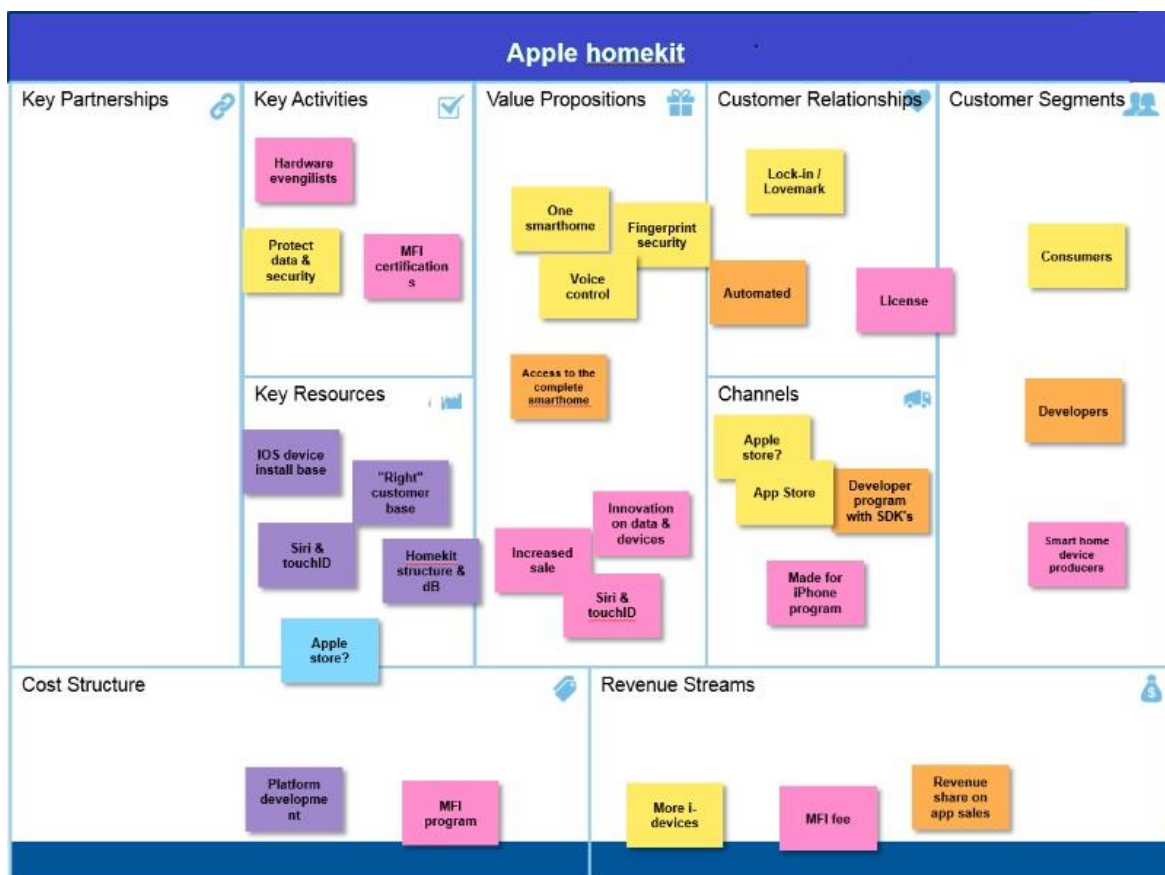 Apple homekit
Key Partnerships
Key Activities
Hardware
evengilists
Protect
data &
security
MFI
certification
s
Key Resources
IOS device
install base
"Right"
customer
base
Siri &
touchID
Homekit
structure &
dB
Apple
store?
Value Propositions
One
smarthome
Fingerprint
security
Voice
control
Access to the
complete
smarthome
Innovation
on data &
devices
Increased
sale
Siri &
touchID
Customer Relationships
Lock-in /
Lovemark
Automated
License
Channels
Apple
store?
App Store
Developer
program
with SDK's
Made for
iPhone
program
Customer Segments
Consumers
Developers
Smart home
device
producers
Cost Structure
Platform
developme
nt
MFI
program
Revenue Streams
More i-
devices
MFI fee
Revenue
share on
app sales